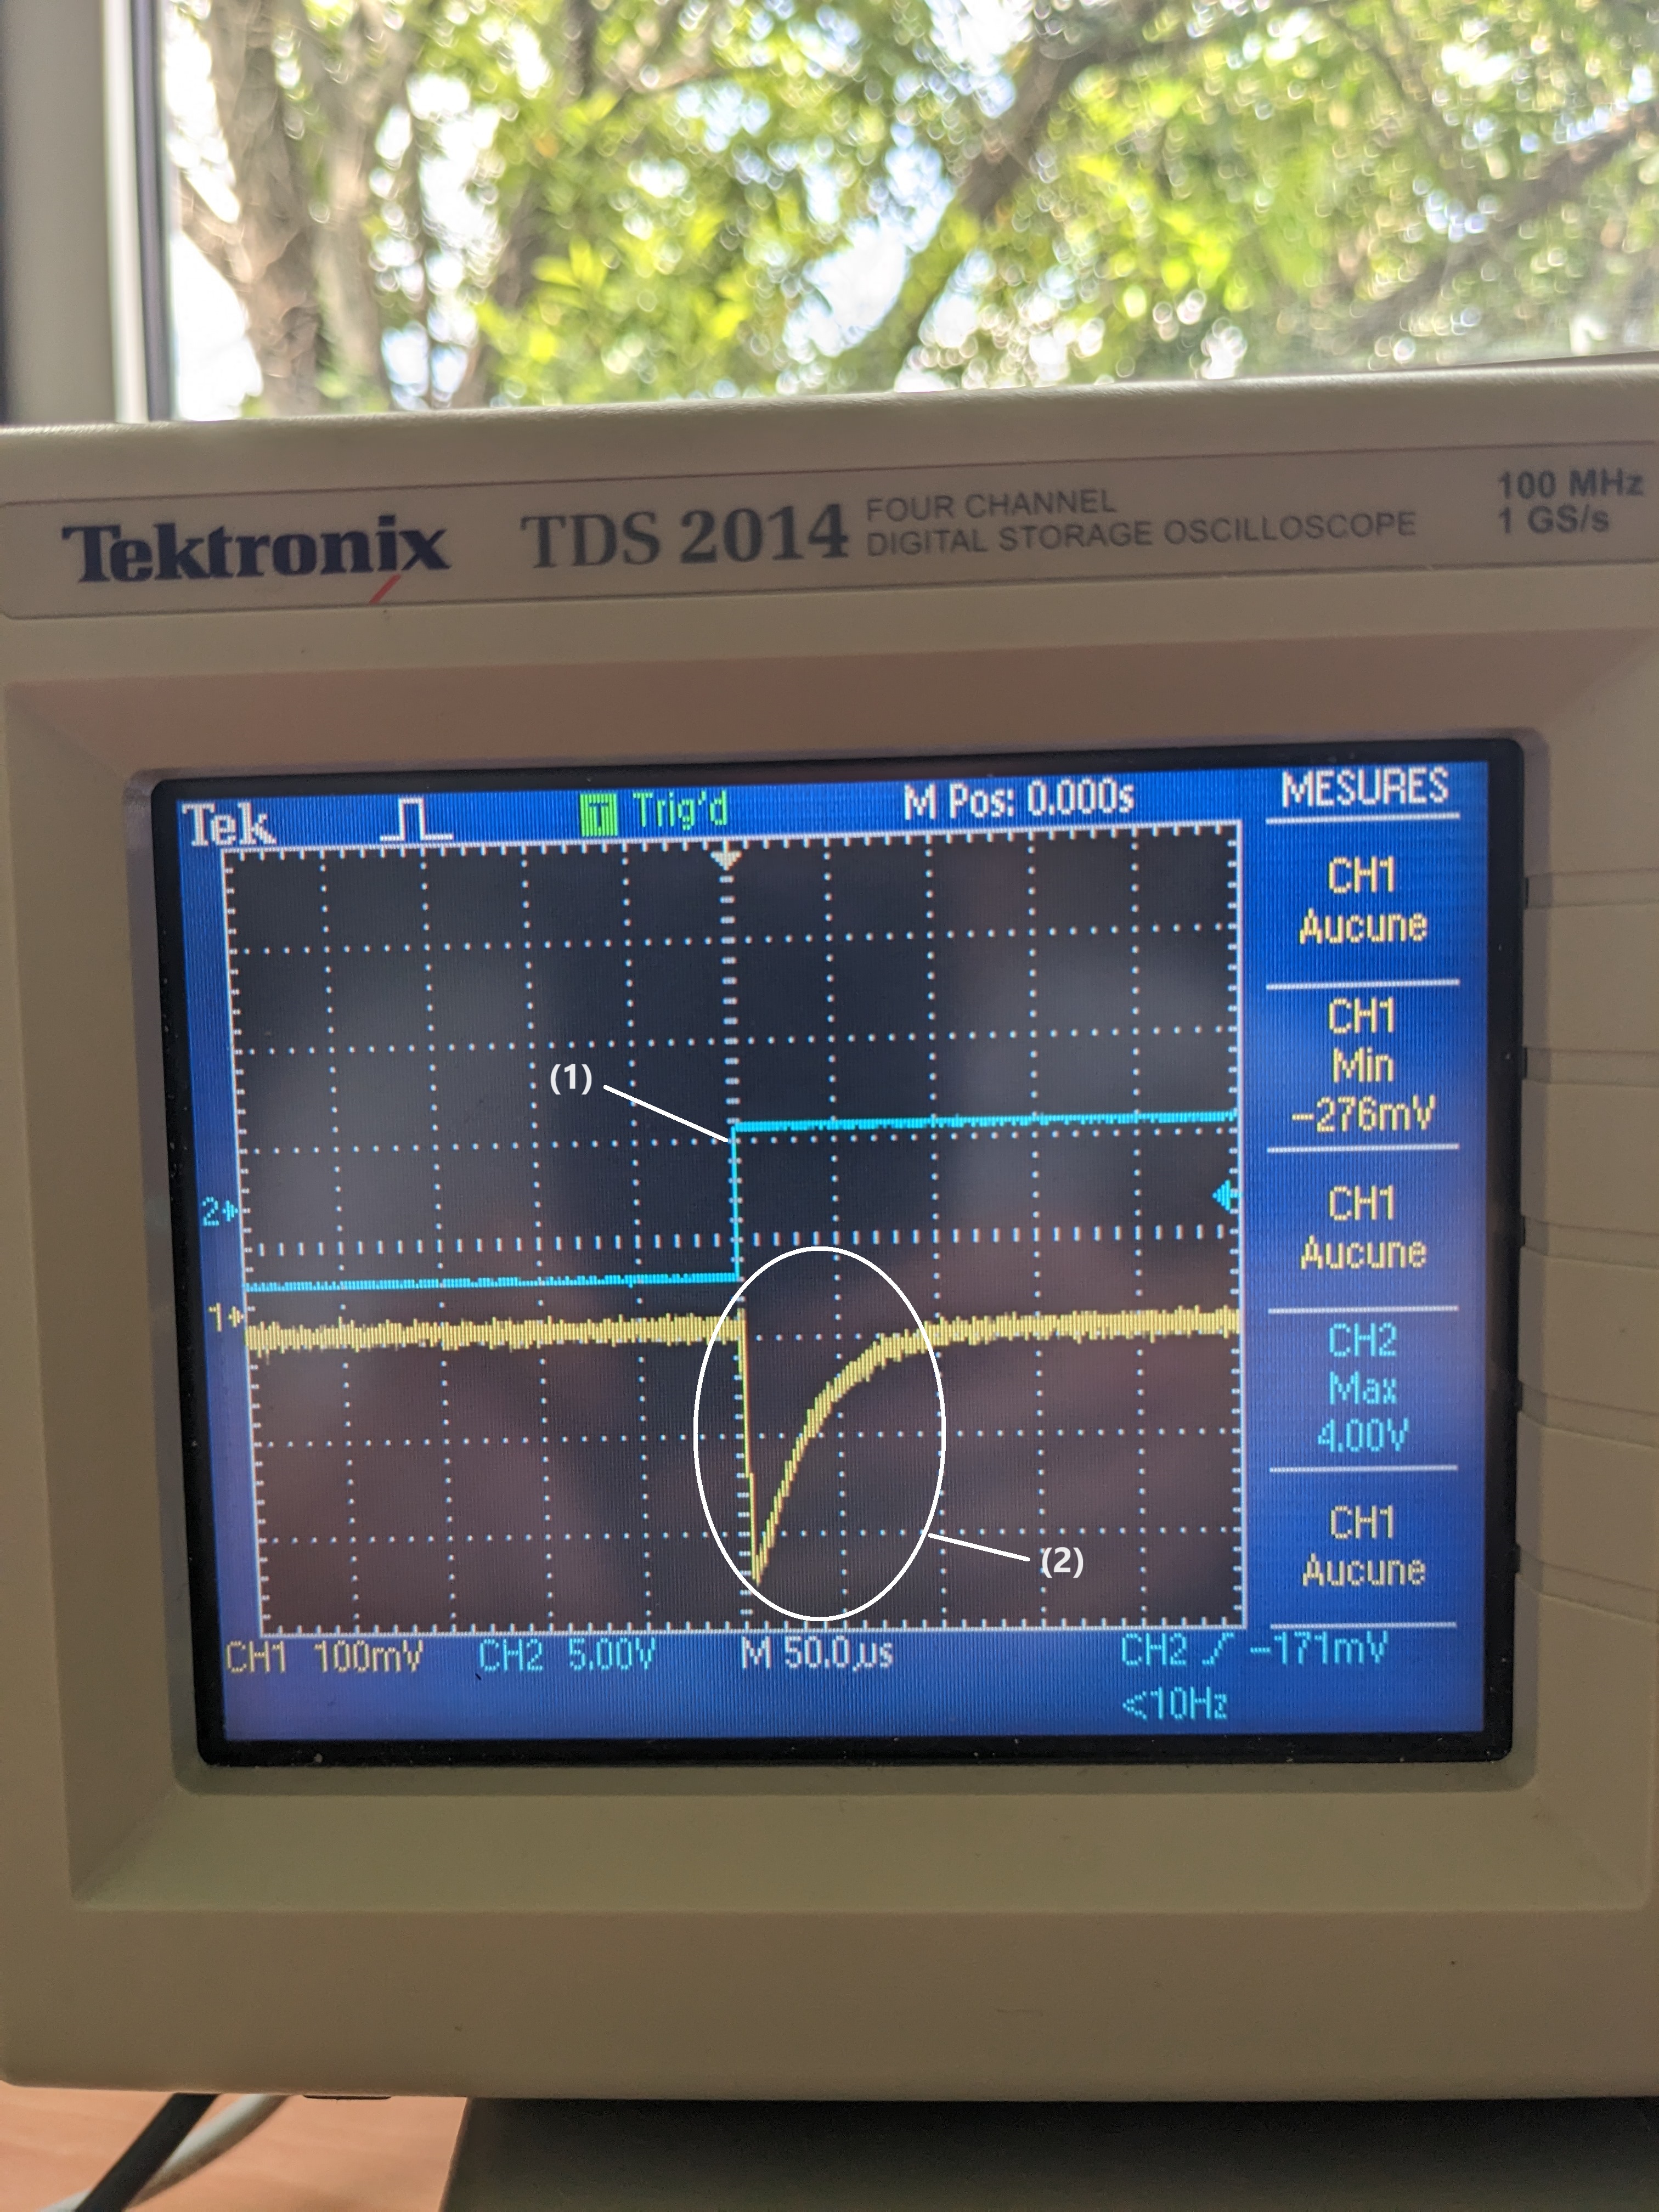 Tektronix TDS 2014 FOUR CHANNEL
DIGITAL STORAGE OSCILLOSCOPE
100 MHz
1 GS/s
Tek T Trig'd M Pos: 0.000s
MESURES
CH1
Aucune
CH1
Min
-276mV
CH1
Aucune
CH2
Max
4.00V
CH1
Aucune
(1)
2
1
(2)
CH1 100mV CH2 5.00V M 50.0µs CH2 -171mV
<10Hz